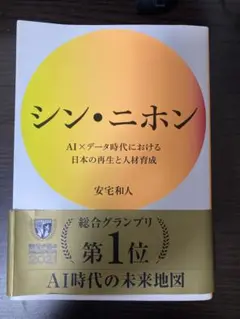 シン・ニホン
AI×データ時代における
日本の再生と人材育成
安宅和人
総合グランプリ
第1位
AI時代の未来地図